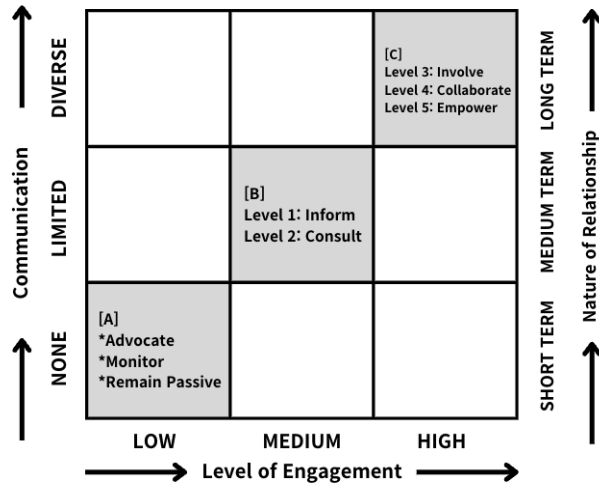 DIVERSE
[C]
Level 3: Involve
Level 4: Collaborate
Level 5: Empower
LONG TERM
Communication
LIMITED
[B]
Level 1: Inform
Level 2: Consult
MEDIUM TERM
Nature of Relationship
NONE
[A]
*Advocate
*Monitor
*Remain Passive
SHORT TERM
LOW
MEDIUM
HIGH
Level of Engagement